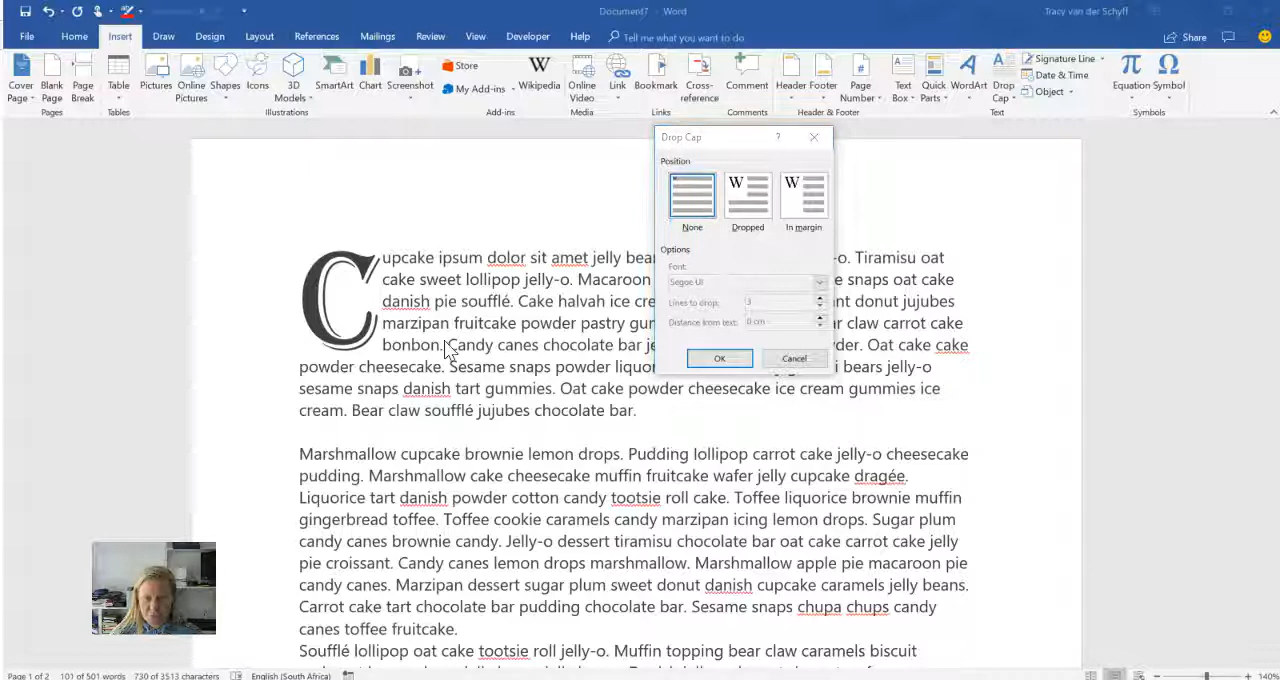 Document7 - Word
Tracy van der Schyff
File Home Insert Draw Design Layout References Mailings Review View Developer Help Tell me what you want to do Share
Cover Page Blank Page Page Break Table Pictures Online Pictures Shapes Icons 3D Models SmartArt Chart Screenshot Store My Add-ins Wikipedia Online Video Link Bookmark Cross-reference Comment Header Footer Page Number Text Box Quick Parts WordArt Drop Cap Signature Line Date & Time Object Equation Symbol
Pages Tables Illustrations Add-ins Media Links Comments Header & Footer Text Symbols
Drop Cap ?
Position
W W
None Dropped In margin
Options
Font:
Segoe UI
Lines to drop: 3
Distance from text: 0 cm
OK Cancel
Cupcake ipsum dolor sit amet jelly bea -o. Tiramisu oat
cake sweet lollipop jelly-o. Macaroon e snaps oat cake
danish pie soufflé. Cake halvah ice cre nt donut jujubes
marzipan fruitcake powder pastry gu ar claw carrot cake
bonbon. Candy canes chocolate bar je der. Oat cake cake
powder cheesecake. Sesame snaps powder liquo i bears jelly-o
sesame snaps danish tart gummies. Oat cake powder cheesecake ice cream gummies ice
cream. Bear claw soufflé jujubes chocolate bar.
Marshmallow cupcake brownie lemon drops. Pudding lollipop carrot cake jelly-o cheesecake
pudding. Marshmallow cake cheesecake muffin fruitcake wafer jelly cupcake dragée.
Liquorice tart danish powder cotton candy tootsie roll cake. Toffee liquorice brownie muffin
gingerbread toffee. Toffee cookie caramels candy marzipan icing lemon drops. Sugar plum
candy canes brownie candy. Jelly-o dessert tiramisu chocolate bar oat cake carrot cake jelly
pie croissant. Candy canes lemon drops marshmallow. Marshmallow apple pie macaroon pie
candy canes. Marzipan dessert sugar plum sweet donut danish cupcake caramels jelly beans.
Carrot cake tart chocolate bar pudding chocolate bar. Sesame snaps chupa chups candy
canes toffee fruitcake.
Soufflé lollipop oat cake tootsie roll jelly-o. Muffin topping bear claw caramels biscuit
Page 1 of 2 101 of 501 words 730 of 3513 characters English (South Africa) 140%